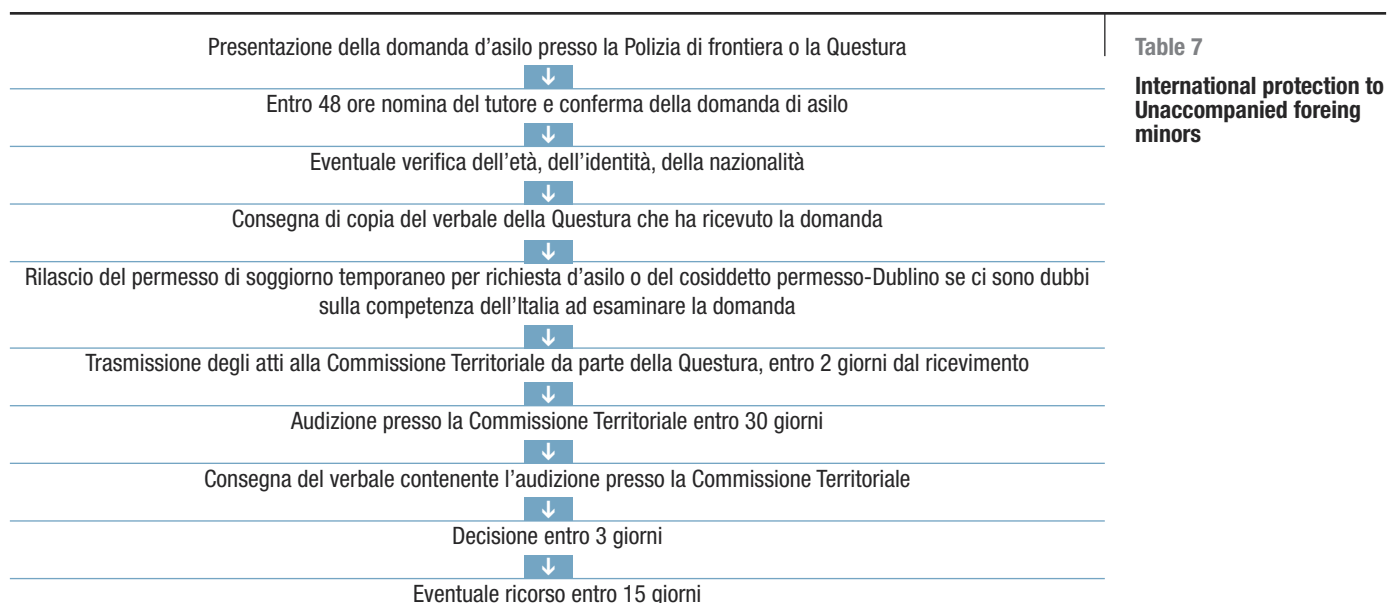 Presentazione della domanda d'asilo presso la Polizia di frontiera o la Questura
Entro 48 ore nomina del tutore e conferma della domanda di asilo
Eventuale verifica dell'età, dell'identità, della nazionalità
Consegna di copia del verbale della Questura che ha ricevuto la domanda
Rilascio del permesso di soggiorno temporaneo per richiesta d'asilo o del cosiddetto permesso-Dublino se ci sono dubbi
sulla competenza dell'Italia ad esaminare la domanda
Trasmissione degli atti alla Commissione Territoriale da parte della Questura, entro 2 giorni dal ricevimento
Audizione presso la Commissione Territoriale entro 30 giorni
Consegna del verbale contenente l'audizione presso la Commissione Territoriale
Decisione entro 3 giorni
Eventuale ricorso entro 15 giorni
Table 7
International protection to
Unaccompanied foreing
minors